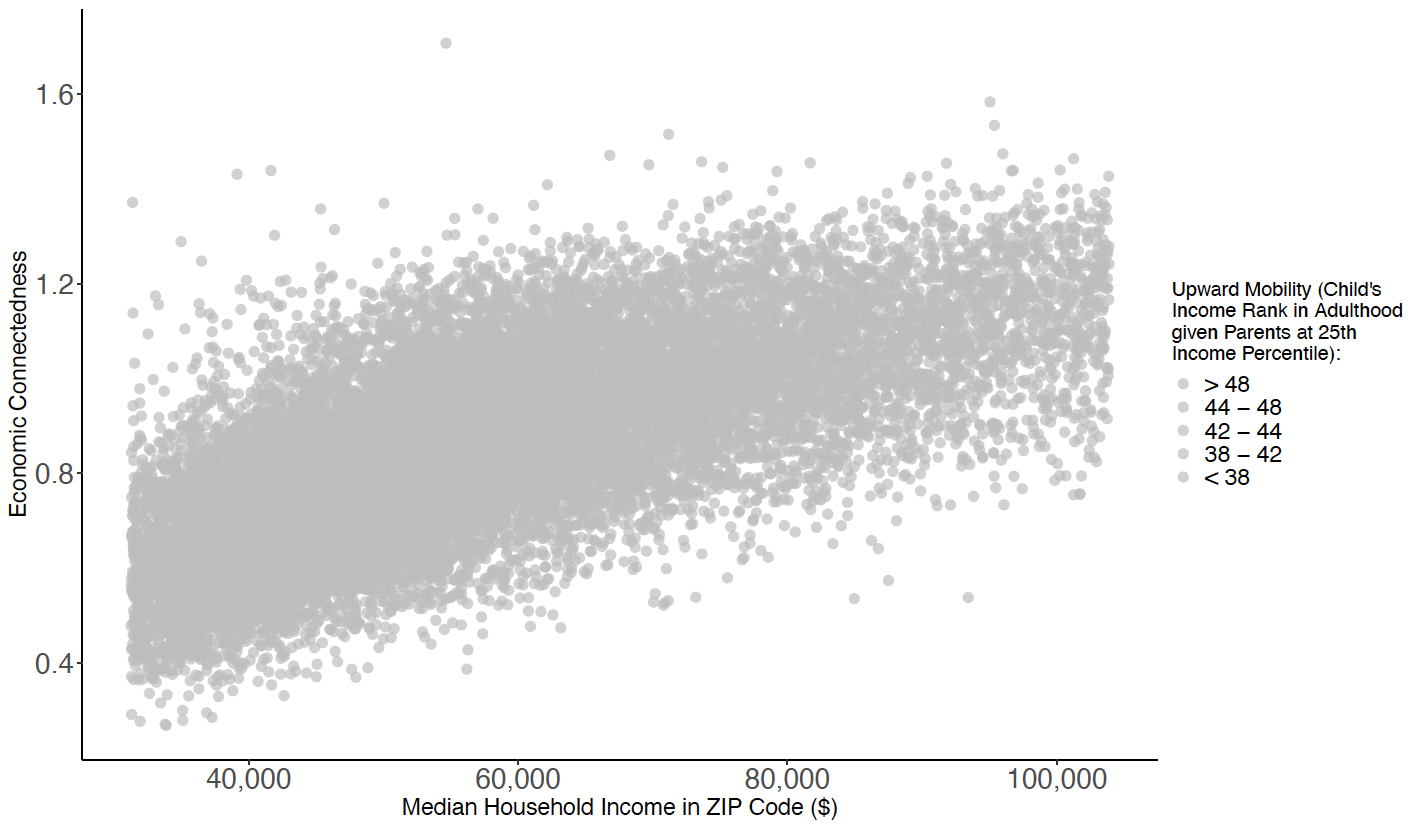 1.6
1.2
0.8
0.4
Economic Connectedness
40,000
60,000
80,000
100,000
Median Household Income in ZIP Code ($)
Upward Mobility (Child's
Income Rank in Adulthood
given Parents at 25th
Income Percentile):
> 48
44 – 48
42 – 44
38 – 42
< 38